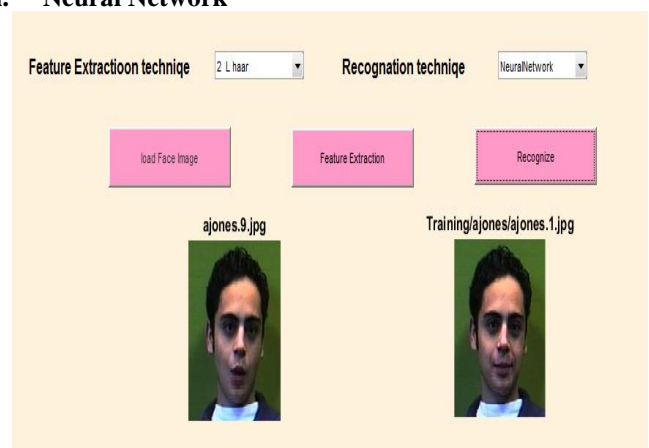 Neural Network
Feature Extractioon techniqe 2 L haar Recognation techniqe NeuralNetwork
load Face Image Feature Extraction Recognize
ajones.9.jpg Training/ajones/ajones.1.jpg